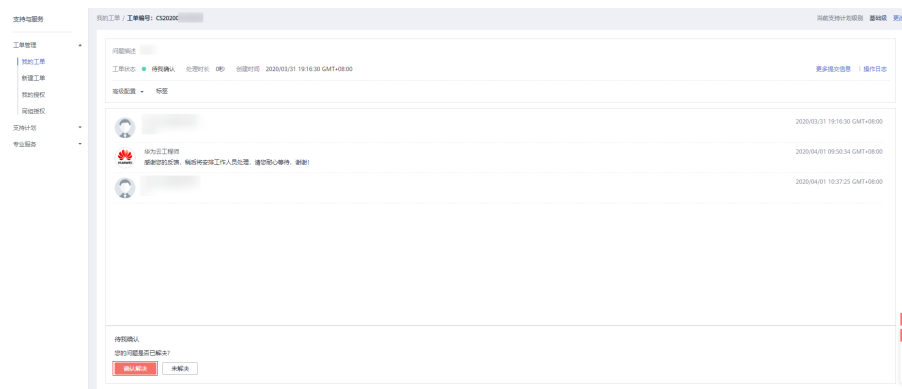 支持与服务
我的工单 / 工单编号：CS20200
当前支持计划级别 基础级
工单管理
我的工单
新建工单
我的授权
同组授权
支持计划
专业服务
问题描述
工单状态 待我确认 处理时长 0秒 创建时间 2020/03/31 19:16:30 GMT+08:00
更多提交信息 | 操作日志
高级配置 标签
2020/03/31 19:16:30 GMT+08:00
华为云工程师
2020/04/01 09:50:34 GMT+08:00
感谢您的反馈，稍后将安排工作人员处理，请您耐心等待，谢谢!
HUAWEI
2020/04/01 10:37:25 GMT+08:00
待我确认
您的问题是否已解决?
确认解决 未解决